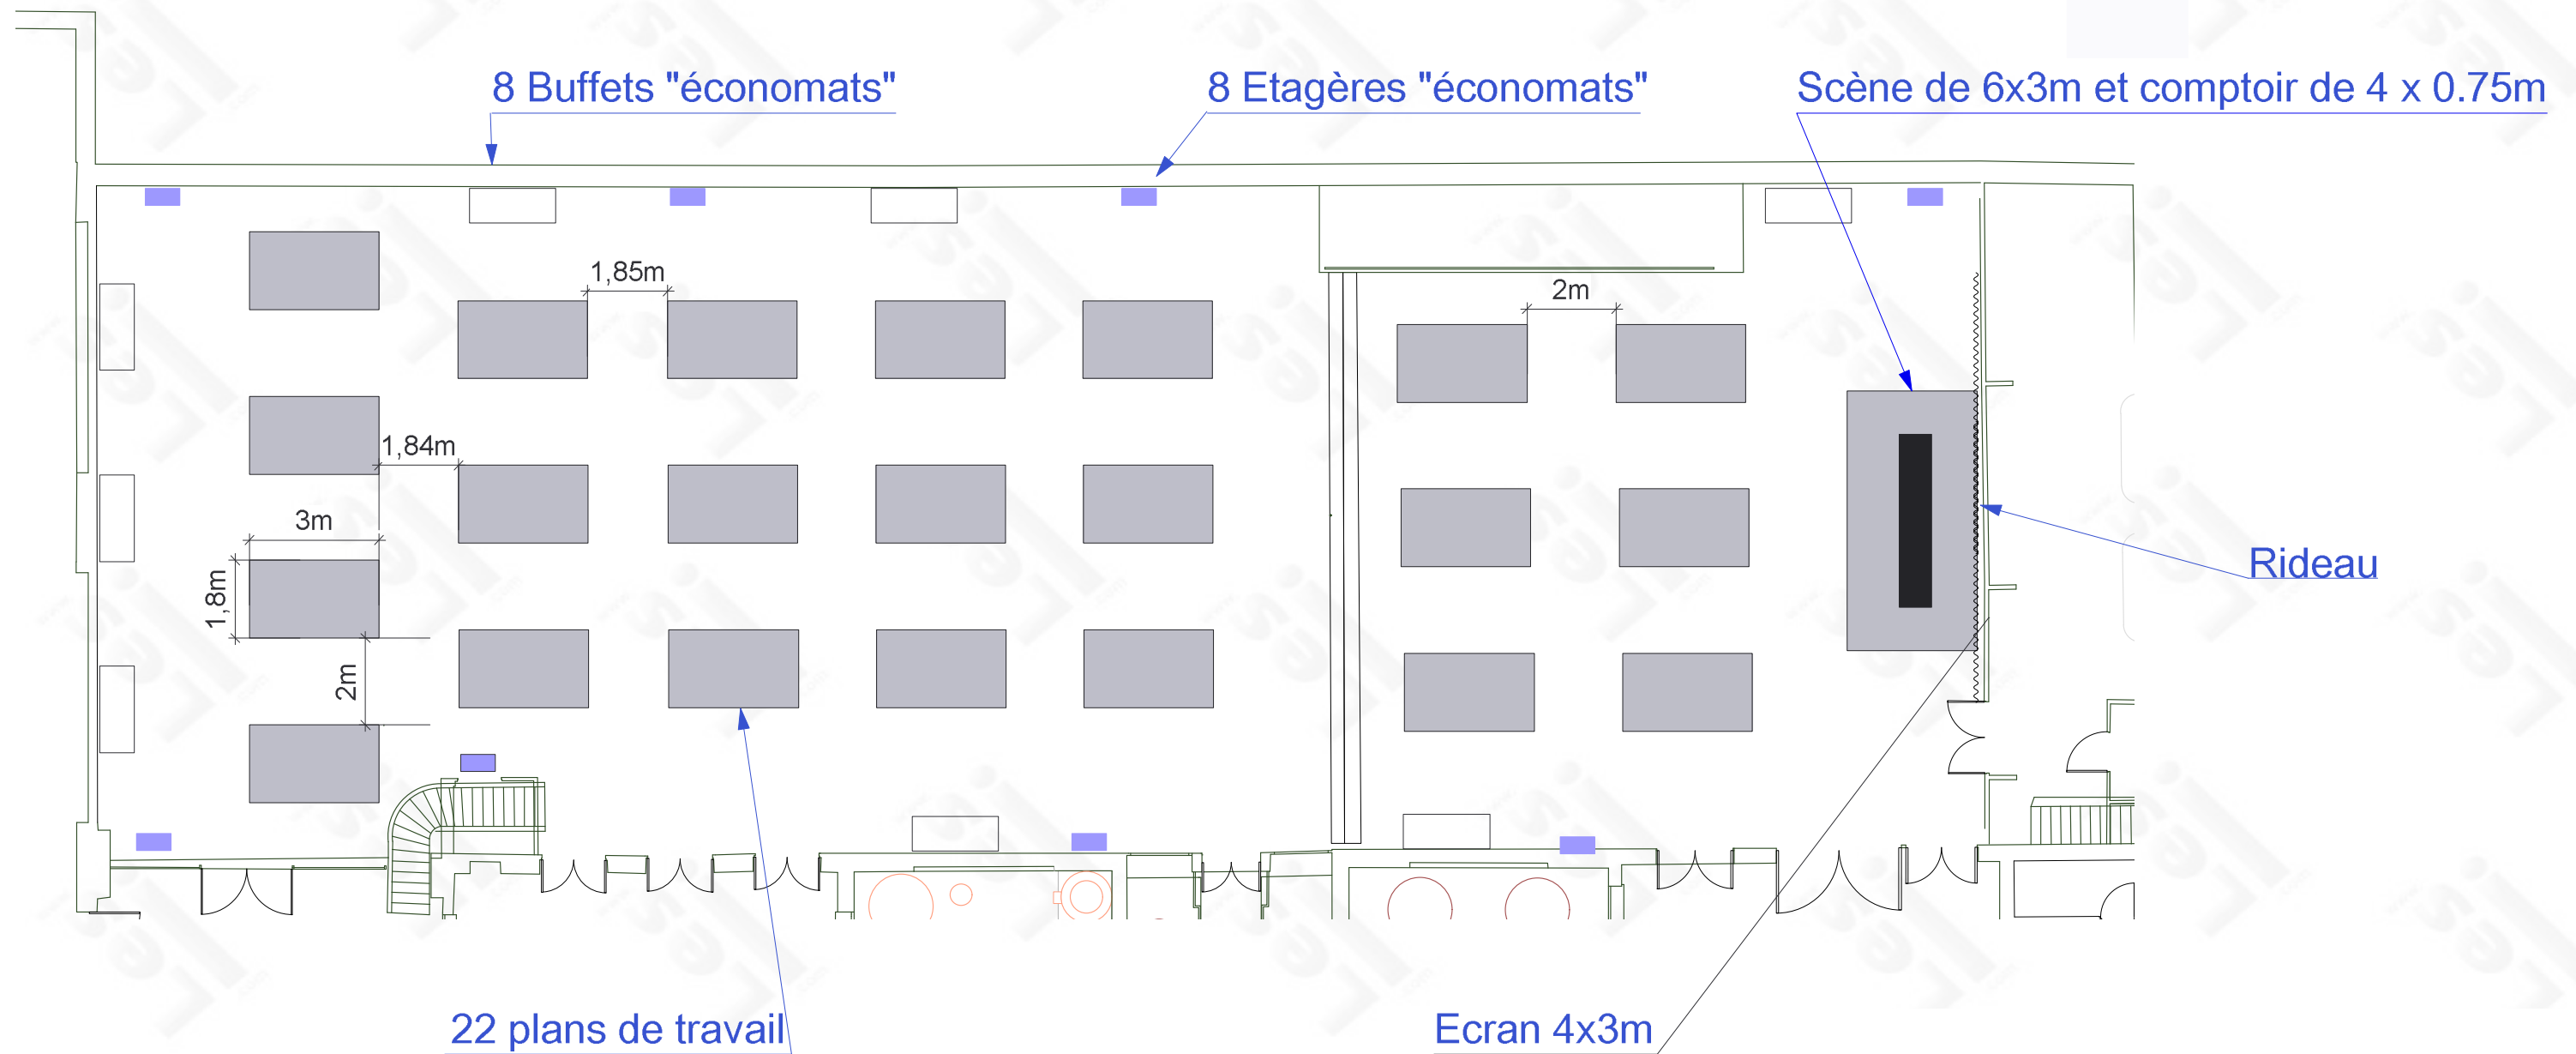 8 Buffets "économats"
8 Etagères "économats"
Scène de 6x3m et comptoir de 4 x 0.75m
1,85m
2m
1,84m
3m
1,8m
2m
Rideau
22 plans de travail
Ecran 4x3m